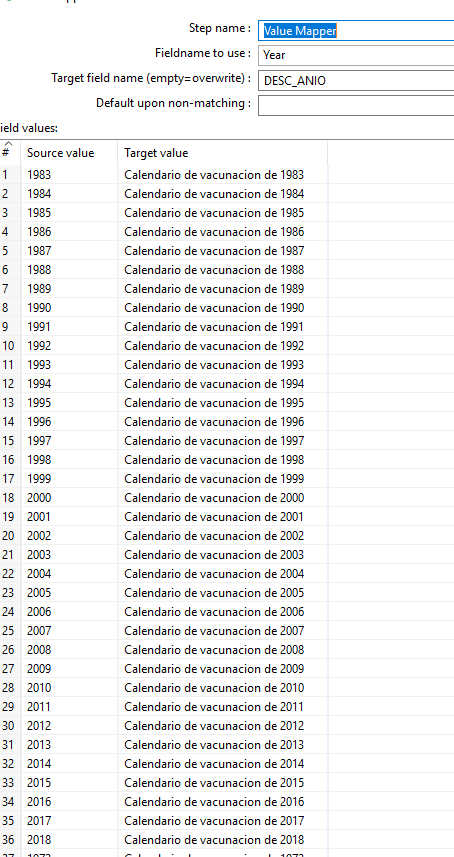 Step name :
Value Mapper
Fieldname to use :
Year
Target field name (empty=overwrite) :
DESC_ANIO
Default upon non-matching :
ield values:
# Source value Target value
1 1983 Calendario de vacunacion de 1983
2 1984 Calendario de vacunacion de 1984
3 1985 Calendario de vacunacion de 1985
4 1986 Calendario de vacunacion de 1986
5 1987 Calendario de vacunacion de 1987
6 1988 Calendario de vacunacion de 1988
7 1989 Calendario de vacunacion de 1989
8 1990 Calendario de vacunacion de 1990
9 1991 Calendario de vacunacion de 1991
10 1992 Calendario de vacunacion de 1992
11 1993 Calendario de vacunacion de 1993
12 1994 Calendario de vacunacion de 1994
13 1995 Calendario de vacunacion de 1995
14 1996 Calendario de vacunacion de 1996
15 1997 Calendario de vacunacion de 1997
16 1998 Calendario de vacunacion de 1998
17 1999 Calendario de vacunacion de 1999
18 2000 Calendario de vacunacion de 2000
19 2001 Calendario de vacunacion de 2001
20 2002 Calendario de vacunacion de 2002
21 2003 Calendario de vacunacion de 2003
22 2004 Calendario de vacunacion de 2004
23 2005 Calendario de vacunacion de 2005
24 2006 Calendario de vacunacion de 2006
25 2007 Calendario de vacunacion de 2007
26 2008 Calendario de vacunacion de 2008
27 2009 Calendario de vacunacion de 2009
28 2010 Calendario de vacunacion de 2010
29 2011 Calendario de vacunacion de 2011
30 2012 Calendario de vacunacion de 2012
31 2013 Calendario de vacunacion de 2013
32 2014 Calendario de vacunacion de 2014
33 2015 Calendario de vacunacion de 2015
34 2016 Calendario de vacunacion de 2016
35 2017 Calendario de vacunacion de 2017
36 2018 Calendario de vacunacion de 2018